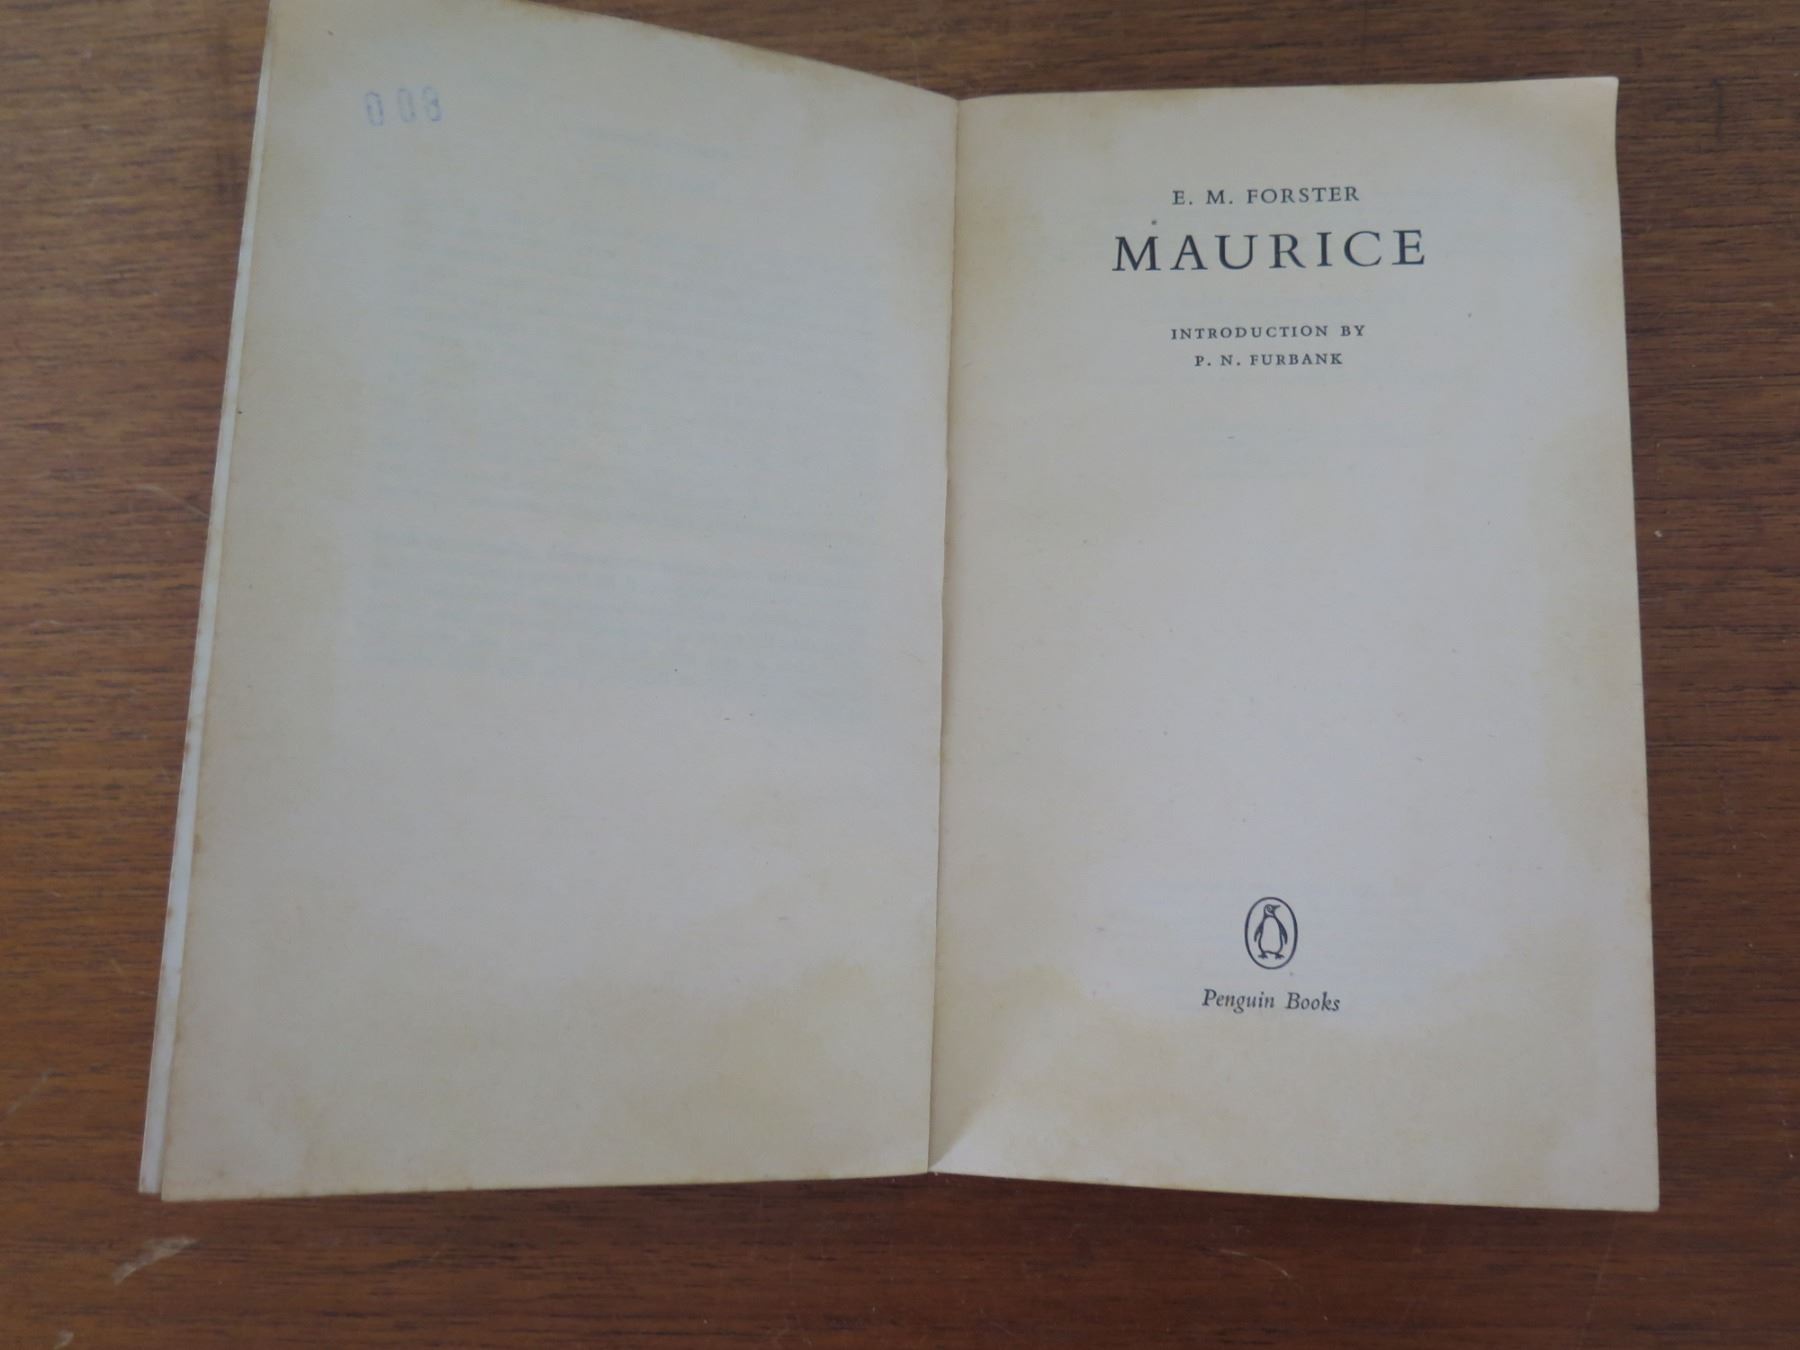 008
E. M. FORSTER
MAURICE
INTRODUCTION BY
P. N. FURBANK
Penguin Books